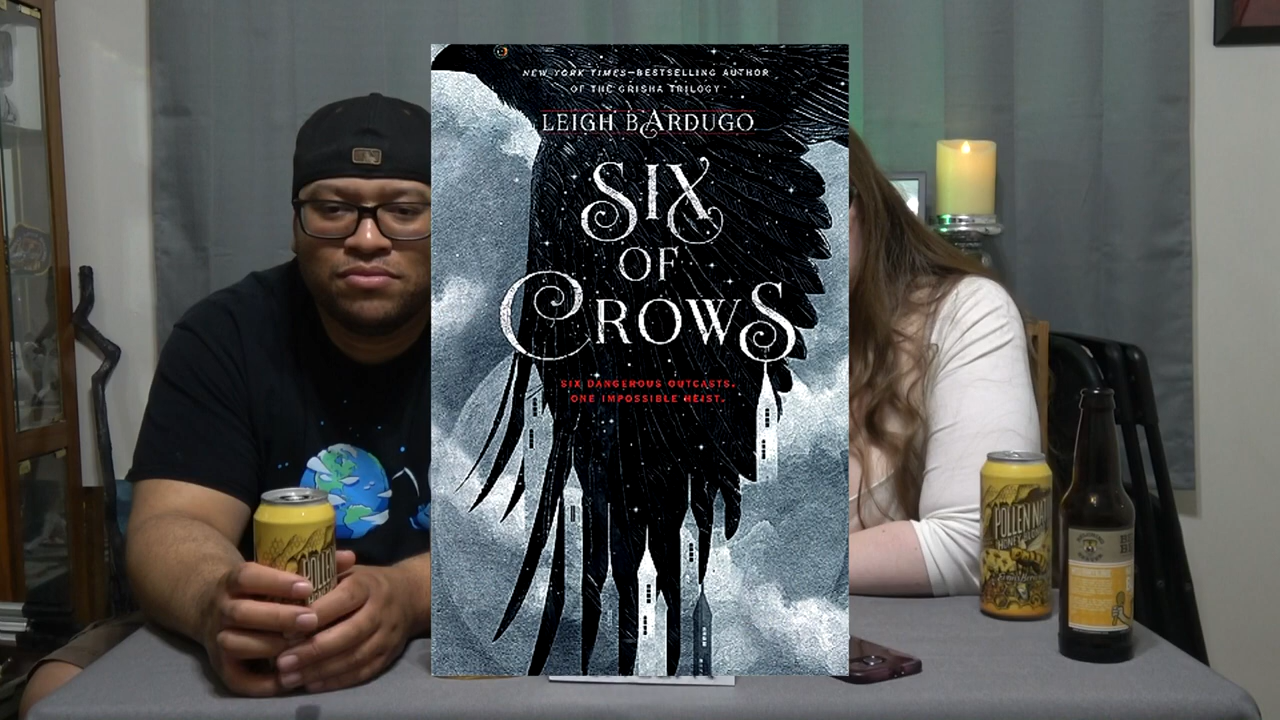 NEW YORK TIMES—BESTSELLING AUTHOR
OF THE GRISHA TRILOGY
LEIGH BARDUGO
SIX
OF
CROWS
SIX DANGEROUS OUTCASTS.
ONE IMPOSSIBLE HEIST.
POLLEN
POLLEN NA